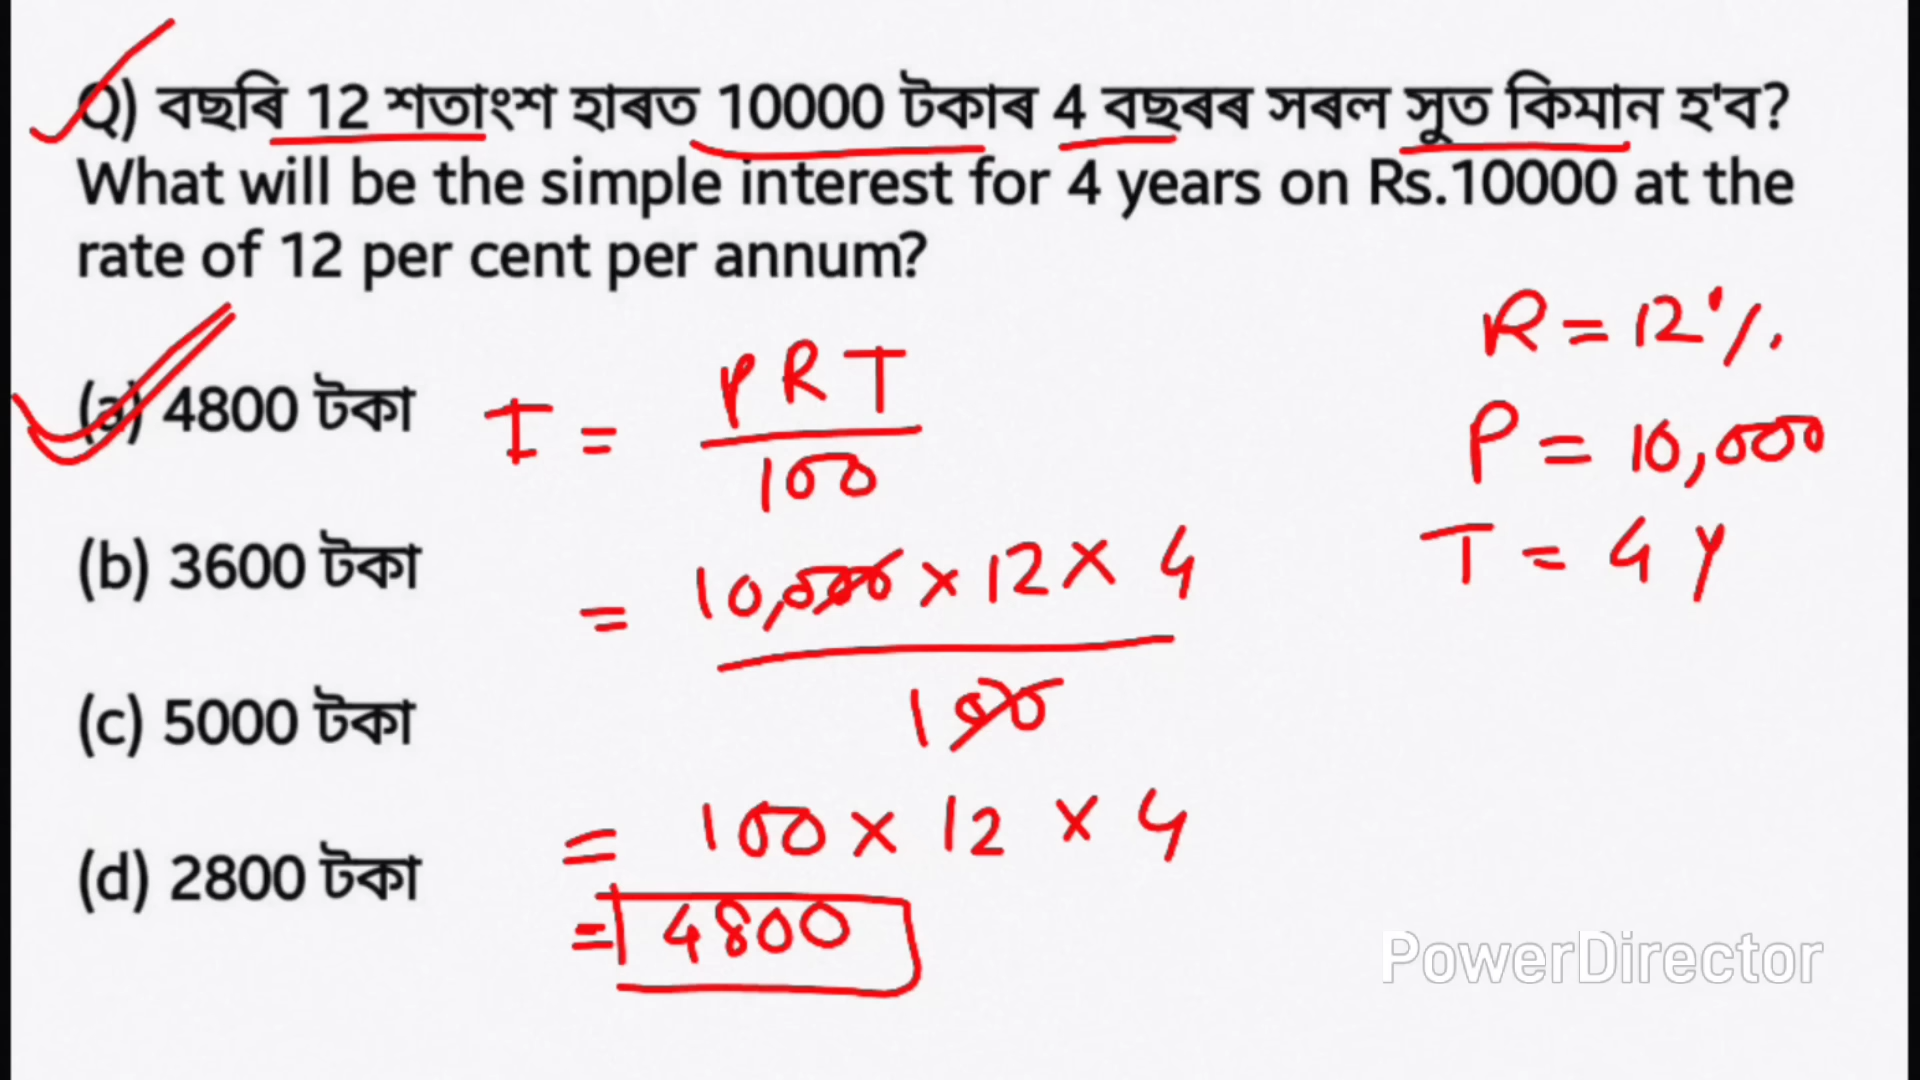 Q) বছৰি 12 শতাংশ হাৰত 10000 টকাৰ 4 বছৰৰ সৰল সুত কিমান হ'ব?
What will be the simple interest for 4 years on Rs.10000 at the
rate of 12 per cent per annum?
R = 12%
P = 10,000
T = 4 y
(a) 4800 টকা
I = PRT / 100
(b) 3600 টকা
= 10,000 × 12 × 4 / 100
(c) 5000 টকা
= 100 × 12 × 4
(d) 2800 টকা
= 4800
PowerDirector